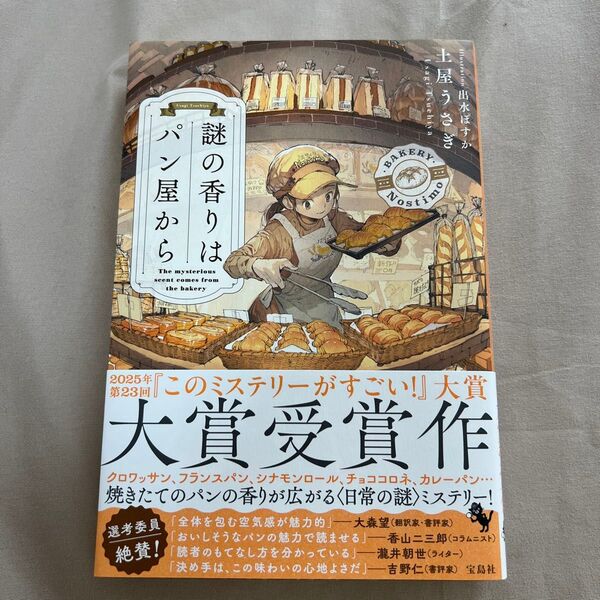 謎の香りは
パン屋から
The mysterious
scent comes from
the bakery
Usagi Tsuchiya
土屋うさぎ
Usagi Tsuchiya
Illustration 出水ぽすか
BAKERY
Nostimo
2025年
第23回
『このミステリーがすごい!』大賞
大賞受賞作
クロワッサン、フランスパン、シナモンロール、チョココロネ、カレーパン…
焼きたてのパンの香りが広がる〈日常の謎〉ミステリー!
選考委員
絶賛!
「全体を包む空気感が魅力的」──大森望(翻訳家・書評家)
「おいしそうなパンの魅力で読ませる」──香山二三郎(コラムニスト)
「読者のもてなし方を分かっている」──瀧井朝世(ライター)
「決め手は、この味わいの心地よさだ」──吉野仁(書評家)
宝島社